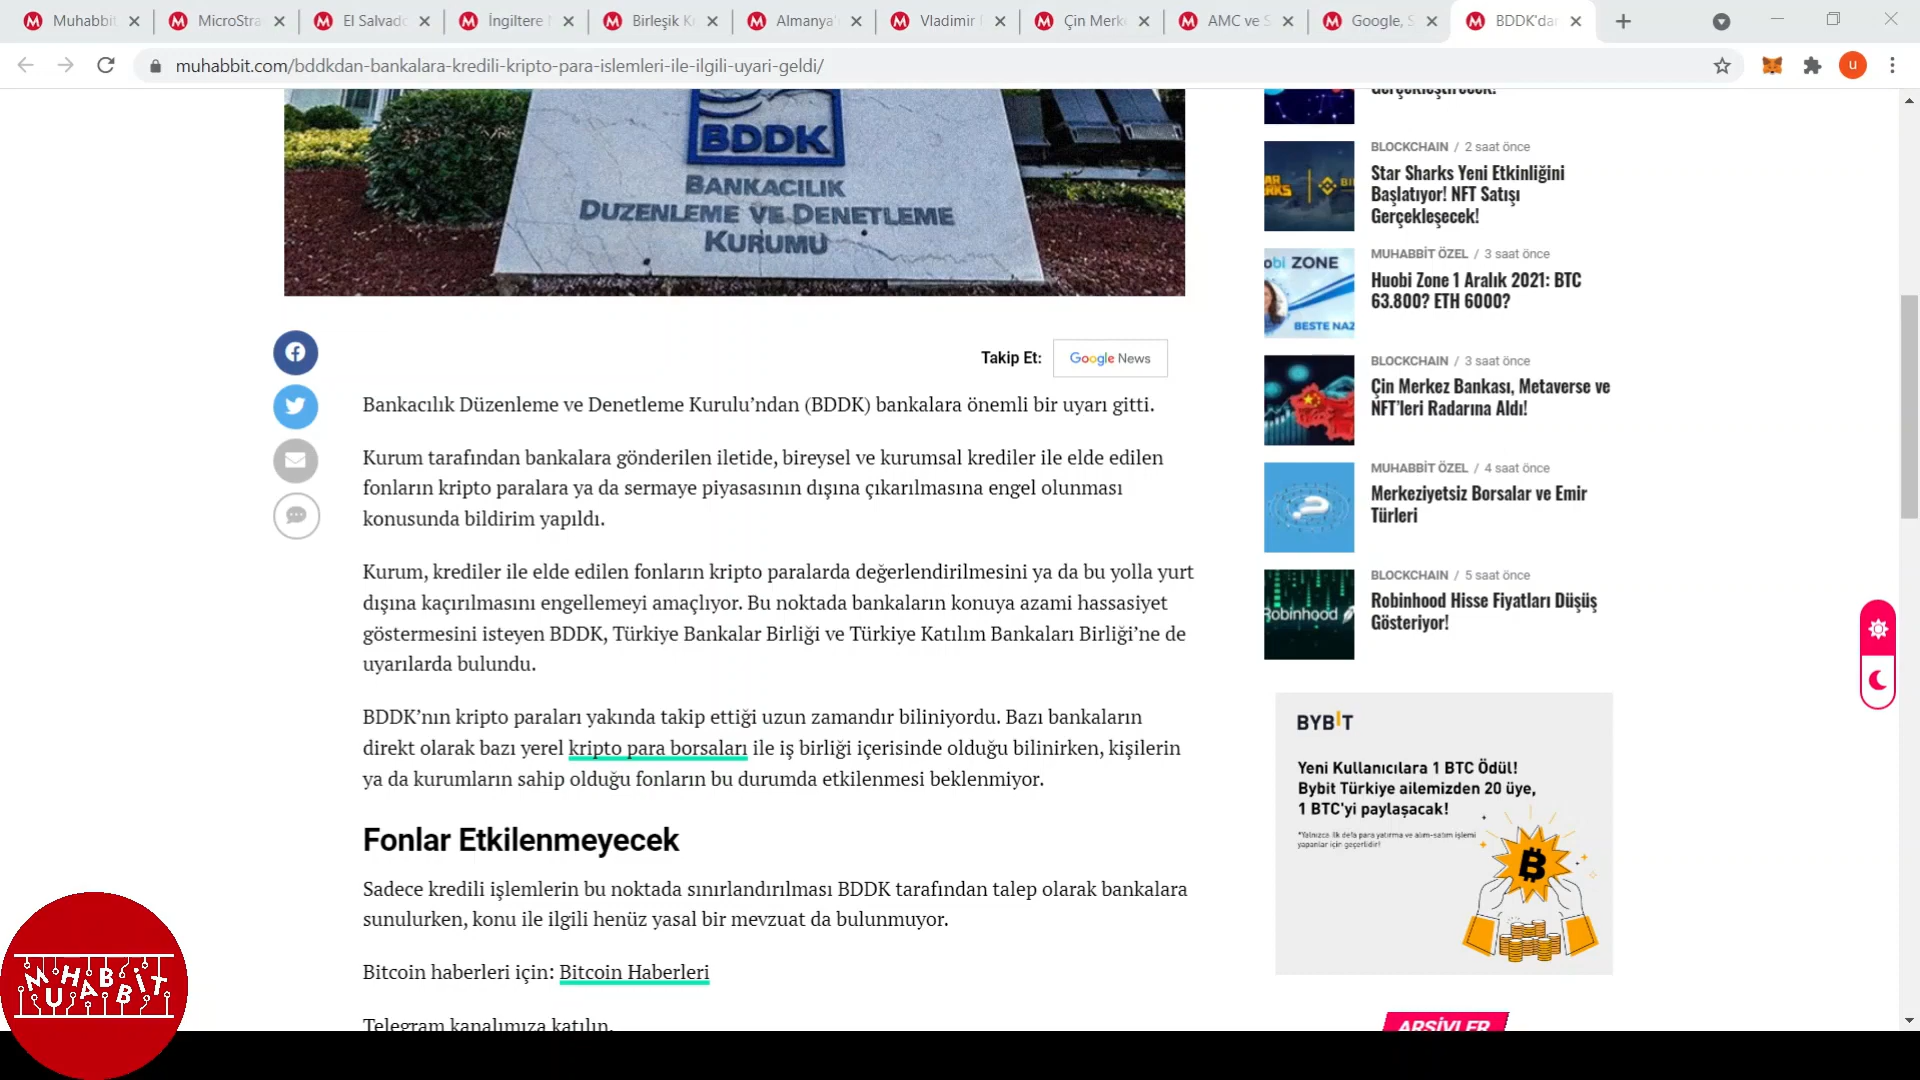 Muhabbit
MicroStra
El Salvado
İngiltere
Birleşik K
Almanya'
Vladimir
Çin Merk
AMC ve S
Google, S
BDDK'dan
muhabbit.com/bddkdan-bankalara-kredili-kripto-para-islemleri-ile-ilgili-uyari-geldi/
u
BDDK
BANKACILIK
DÜZENLEME VE DENETLEME
KURUMU
Takip Et:
Google News
Bankacılık Düzenleme ve Denetleme Kurulu'ndan (BDDK) bankalara önemli bir uyarı gitti.
Kurum tarafından bankalara gönderilen iletide, bireysel ve kurumsal krediler ile elde edilen
fonların kripto paralara ya da sermaye piyasasının dışına çıkarılmasına engel olunması
konusunda bildirim yapıldı.
Kurum, krediler ile elde edilen fonların kripto paralarda değerlendirilmesini ya da bu yolla yurt
dışına kaçırılmasını engellemeyi amaçlıyor. Bu noktada bankaların konuya azami hassasiyet
göstermesini isteyen BDDK, Türkiye Bankalar Birliği ve Türkiye Katılım Bankaları Birliği'ne de
uyarılarda bulundu.
BDDK'nın kripto paraları yakında takip ettiği uzun zamandır biliniyordu. Bazı bankaların
direkt olarak bazı yerel kripto para borsaları ile iş birliği içerisinde olduğu bilinirken, kişilerin
ya da kurumların sahip olduğu fonların bu durumda etkilenmesi beklenmiyor.
Fonlar Etkilenmeyecek
Sadece kredili işlemlerin bu noktada sınırlandırılması BDDK tarafından talep olarak bankalara
sunulurken, konu ile ilgili henüz yasal bir mevzuat da bulunmuyor.
Bitcoin haberleri için: Bitcoin Haberleri
Telegram kanalımıza katılın.
Gerçekleştirecek!
BLOCKCHAIN / 2 saat önce
Star Sharks Yeni Etkinliğini
Başlatıyor! NFT Satışı
Gerçekleşecek!
MUHABBİT ÖZEL / 3 saat önce
Huobi Zone 1 Aralık 2021: BTC
63.800? ETH 6000?
obi ZONE
BESTE NAZ
BLOCKCHAIN / 3 saat önce
Çin Merkez Bankası, Metaverse ve
NFT'leri Radarına Aldı!
MUHABBİT ÖZEL / 4 saat önce
Merkeziyetsiz Borsalar ve Emir
Türleri
BLOCKCHAIN / 5 saat önce
Robinhood Hisse Fiyatları Düşüş
Gösteriyor!
Robinhood
BYBIT
Yeni Kullanıcılara 1 BTC Ödül!
Bybit Türkiye ailemizden 20 üye,
1 BTC'yi paylaşacak!
*Yalnızca ilk defa para yatırma ve alım-satım işlemi
yapanlar için geçerlidir!
ARŞİVLER
MUHABBİT